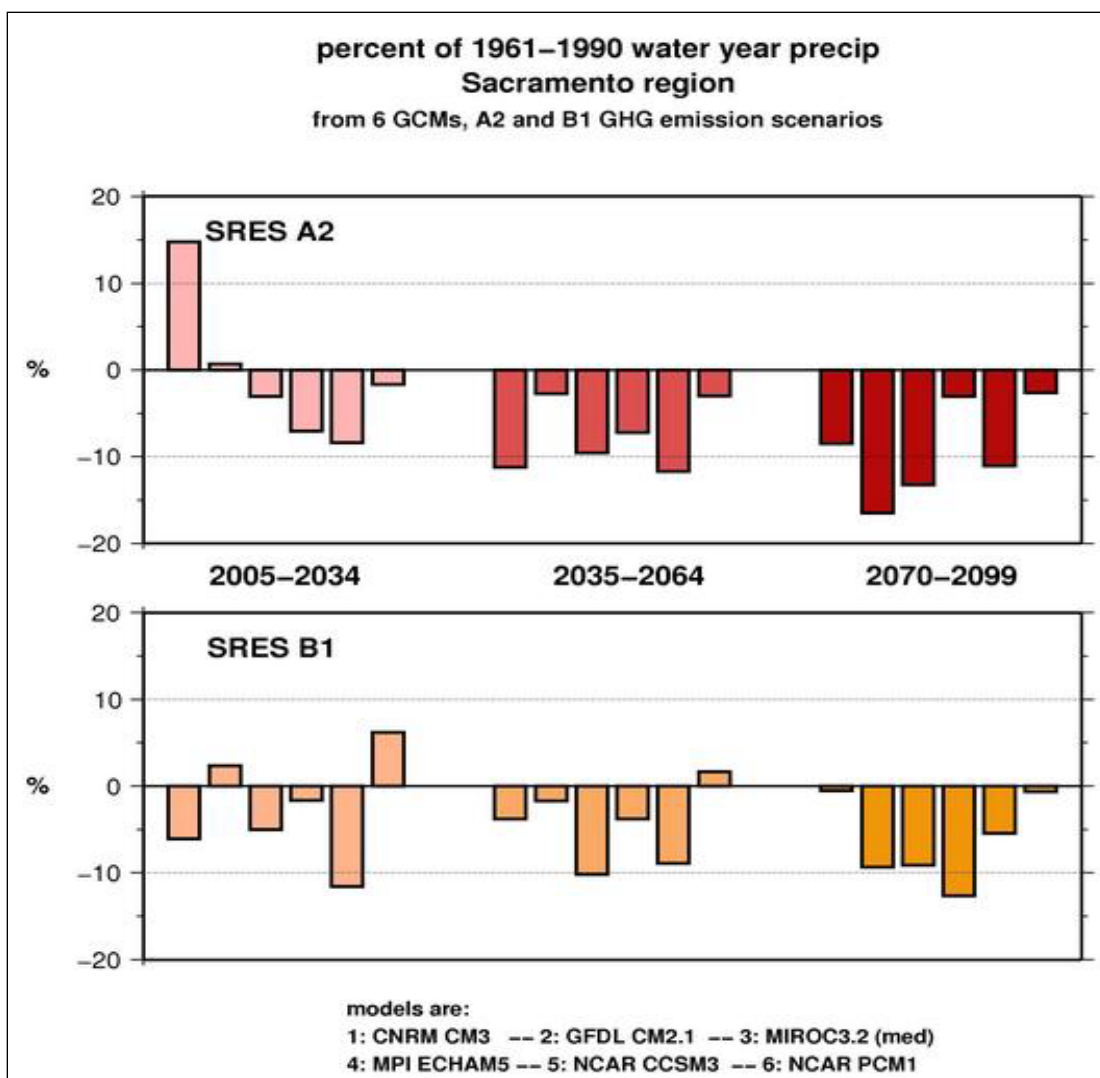 percent of 1961–1990 water year precip
Sacramento region
from 6 GCMs, A2 and B1 GHG emission scenarios
20
SRES A2
10
%
0
−10
−20
2005–2034 2035–2064 2070–2099
20
SRES B1
10
%
0
−10
−20
models are:
1: CNRM CM3 −− 2: GFDL CM2.1 −− 3: MIROC3.2 (med)
4: MPI ECHAM5 −− 5: NCAR CCSM3 −− 6: NCAR PCM1